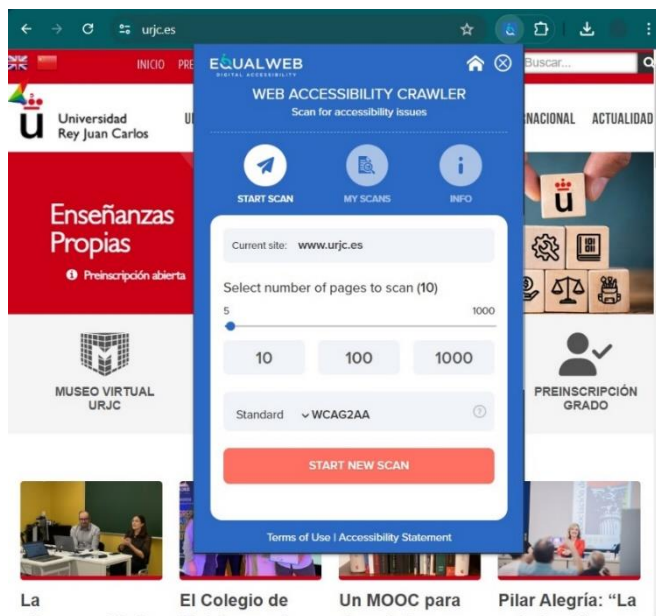 urjc.es
INICIO
PRE
Buscar...
Universidad
Rey Juan Carlos
RNACIONAL ACTUALIDAD
Enseñanzas
Propias
Preinscripción abierta
MUSEO VIRTUAL
URJC
PREINSCRIPCIÓN
GRADO
EQUALWEB
DIGITAL ACCESSIBILITY
WEB ACCESSIBILITY CRAWLER
Scan for accessibility issues
START SCAN MY SCANS INFO
Current site: www.urjc.es
Select number of pages to scan (10)
5 1000
10 100 1000
Standard WCAG2AA
START NEW SCAN
Terms of Use | Accessibility Statement
La El Colegio de Un MOOC para Pilar Alegría: “La